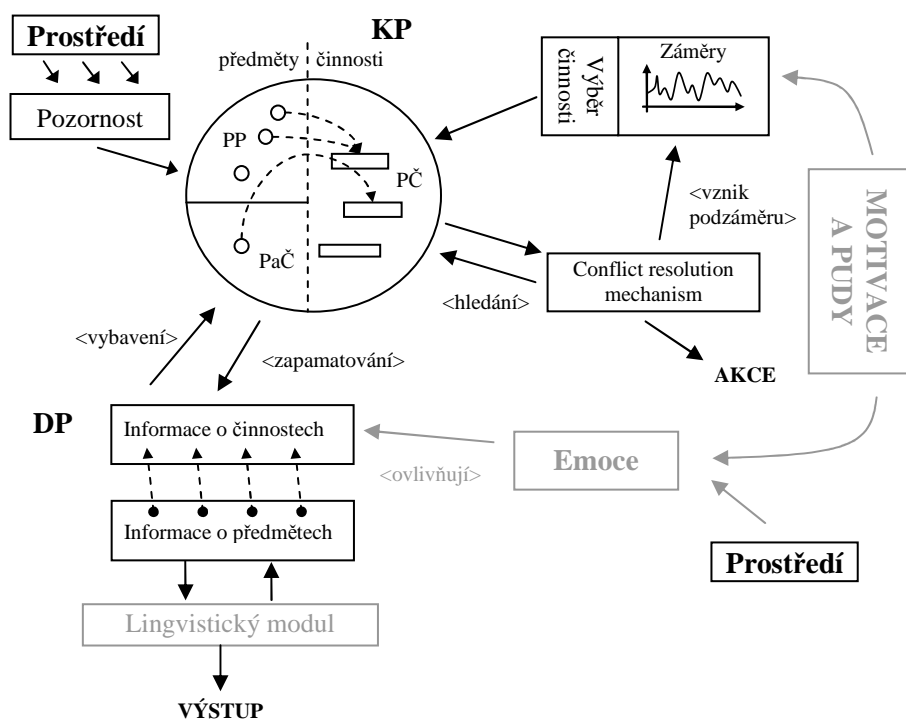 Prostředí
KP
předměty
činnosti
Pozornost
PP
PČ
PaČ
Výběr
činnosti
Záměry
<vznik
podzáměru>
MOTIVACE
A PUDY
Conflict resolution
mechanism
<hledání>
AKCE
<vybavení>
<zapamatování>
DP
Informace o činnostech
Informace o předmětech
<ovlivňují>
Emoce
Prostředí
Lingvistický modul
VÝSTUP